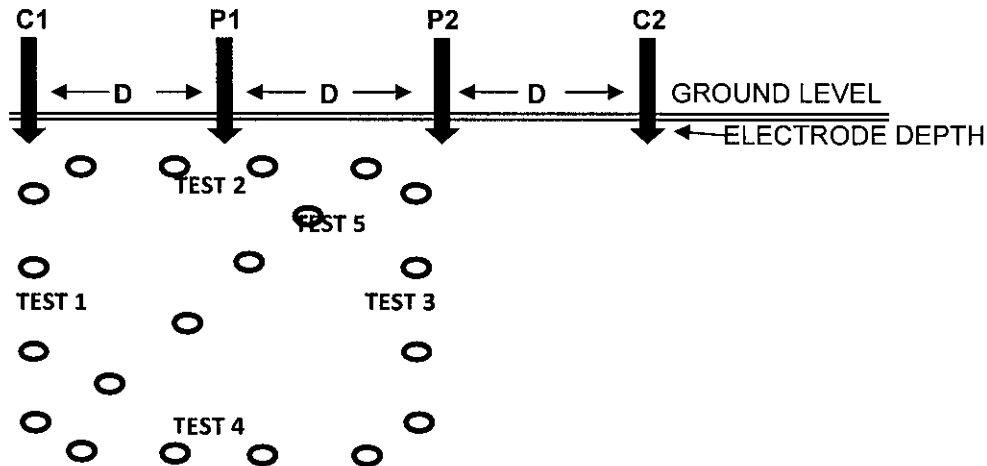 C1 P1 P2 C2
D D D GROUND LEVEL
ELECTRODE DEPTH
TEST 2
TEST 5
TEST 1 TEST 3
TEST 4